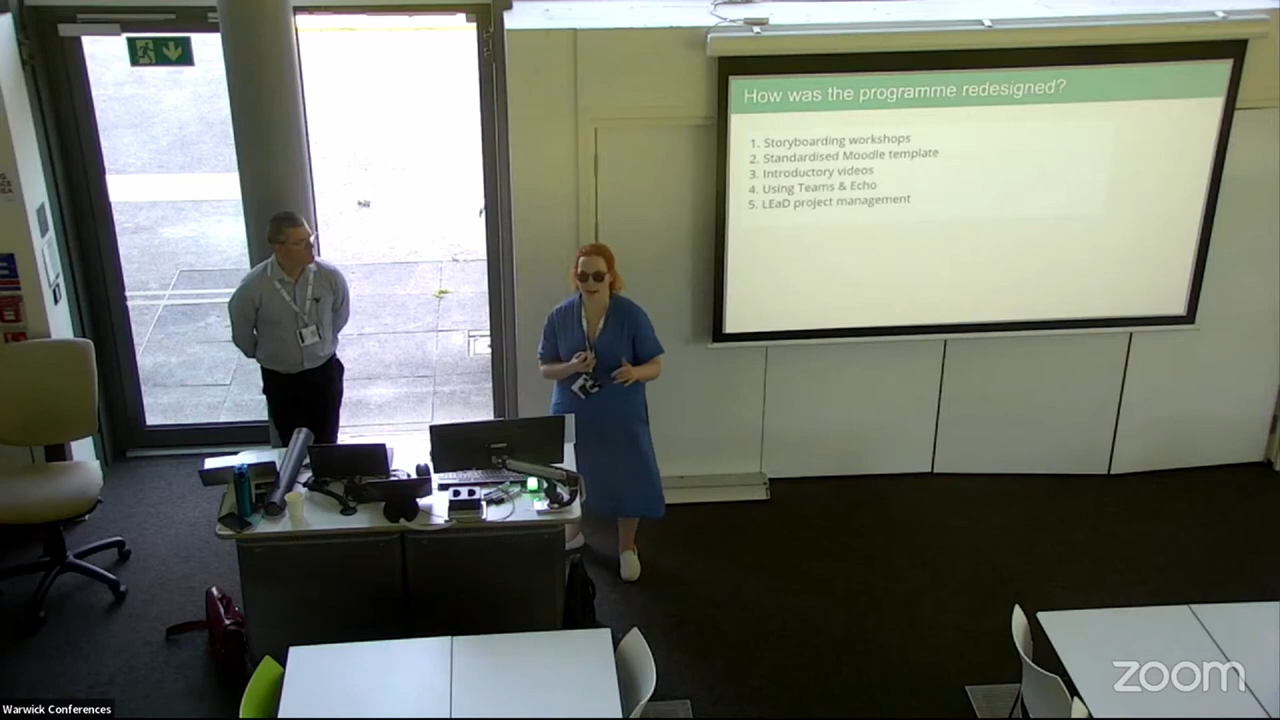 How was the programme redesigned?
1. Storyboarding workshops
2. Standardised Moodle template
3. Introductory videos
4. Using Teams & Echo
5. LEaD project management
zoom
Warwick Conferences